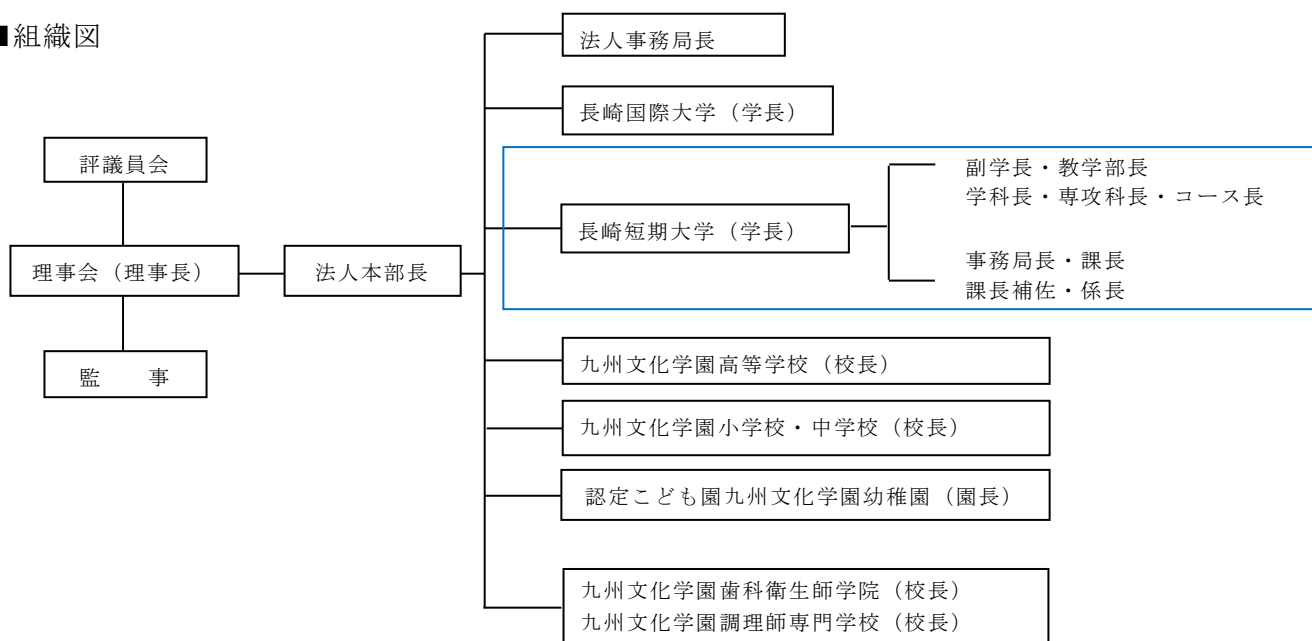 ■組織図
法人事務局長
長崎国際大学（学長）
評議員会
副学長・教学部長
学科長・専攻科長・コース長
長崎短期大学（学長）
理事会（理事長）
法人本部長
事務局長・課長
課長補佐・係長
監　　事
九州文化学園高等学校（校長）
九州文化学園小学校・中学校（校長）
認定こども園九州文化学園幼稚園（園長）
九州文化学園歯科衛生師学院（校長）
九州文化学園調理師専門学校（校長）